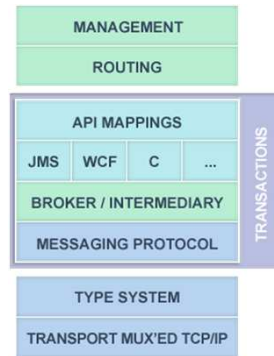 MANAGEMENT
ROUTING
API MAPPINGS
JMS WCF C ...
BROKER / INTERMEDIARY
MESSAGING PROTOCOL
TRANSACTIONS
TYPE SYSTEM
TRANSPORT MUX'ED TCP/IP